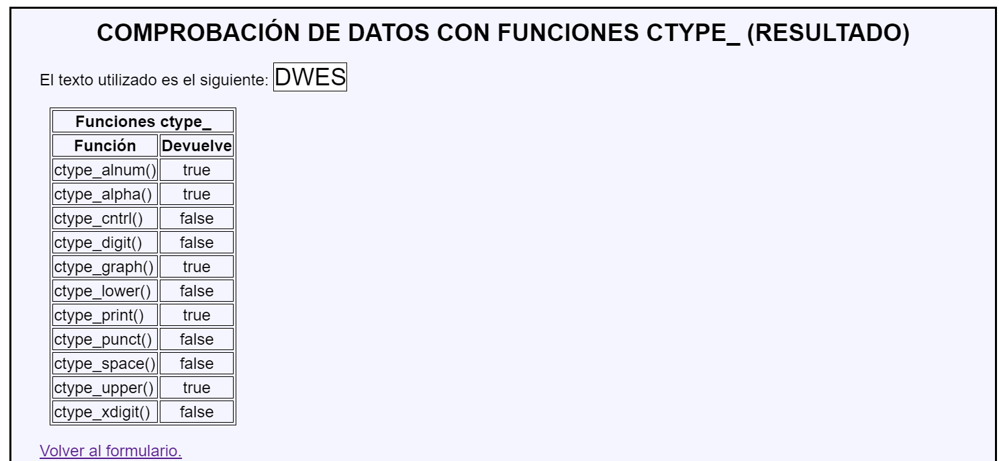 COMPROBACIÓN DE DATOS CON FUNCIONES CTYPE_ (RESULTADO)
El texto utilizado es el siguiente: DWES
Funciones ctype_
Función Devuelve
ctype_alnum() true
ctype_alpha() true
ctype_cntrl() false
ctype_digit() false
ctype_graph() true
ctype_lower() false
ctype_print() true
ctype_punct() false
ctype_space() false
ctype_upper() true
ctype_xdigit() false
Volver al formulario.